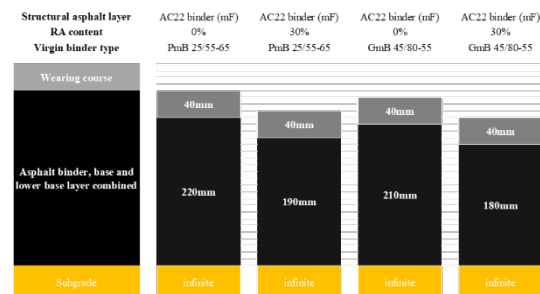 Structural asphalt layer AC22 binder (mF) AC22 binder (mF) AC22 binder (mF) AC22 binder (mF)
RA content 0% 30% 0% 30%
Virgin binder type PmB 25/55-65 PmB 25/55-65 GmB 45/80-55 GmB 45/80-55
Wearing course
40mm 40mm 40mm 40mm
Asphalt binder, base and
lower base layer combined
220mm 190mm 210mm 180mm
Subgrade infinite infinite infinite infinite